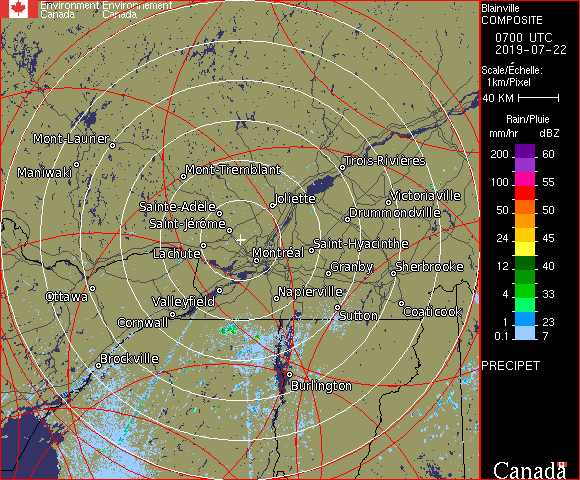 Environment Environnement
Canada Canada
Blainville
COMPOSITE
0700 UTC
2019-07-22
Scale/Échelle:
1km/Pixel
40 KM
Rain/Pluie
mm/hr dBZ
200 60
100 55
50 50
24 45
12 40
4 33
1 23
0.1 7
PRECIPET
Canada
Mont-Laurier
Maniwaki
Mont-Tremblant
Trois-Rivières
Sainte-Adèle
Joliette
Victoriaville
Saint-Jérôme
Drummondville
Lachute
Montréal
Saint-Hyacinthe
Granby
Sherbrooke
Ottawa
Valleyfield
Napierville
Cornwall
Sutton
Coaticook
Brockville
Burlington